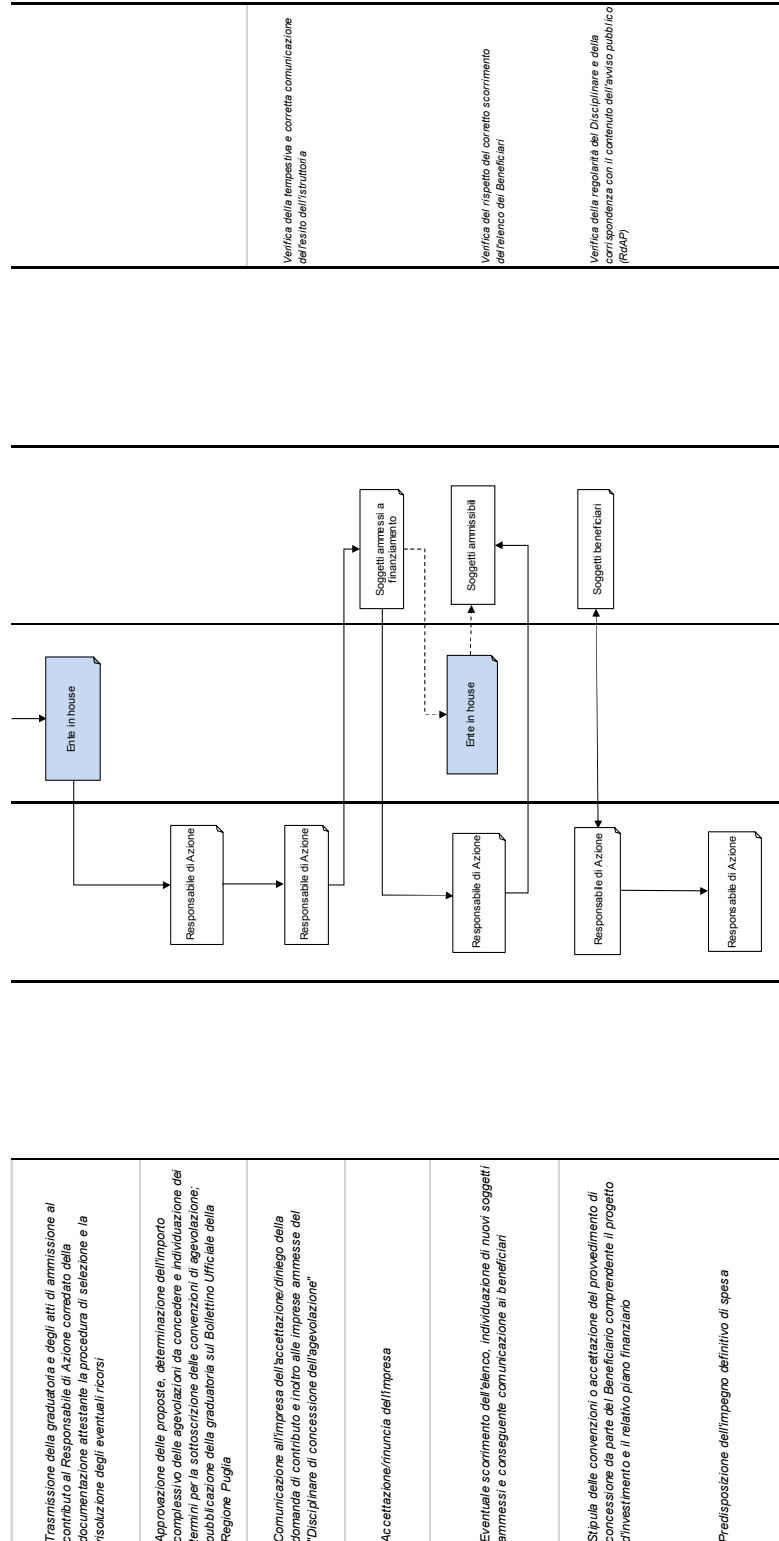 Trasmissione della graduatoria e degli atti di ammissione al
contributo al Responsabile di Azione corredato della
documentazione attestante la procedura di selezione e la
risoluzione degli eventuali ricorsi
Ente in house
Approvazione delle proposte, determinazione dell'importo
complessivo delle agevolazioni da concedere e individuazione dei
termini per la sottoscrizione delle convenzioni di agevolazione;
pubblicazione della graduatoria sul Bollettino Ufficiale della
Regione Puglia
Responsabile di Azione
Comunicazione all'impresa dell'accettazione/diniego della
domanda di contributo e inoltro alle imprese ammesse del
"Disciplinare di concessione dell'agevolazione"
Responsabile di Azione
Verifica della tempestiva e corretta comunicazione
dell'esito dell'istruttoria
Accettazione/rinuncia dell'impresa
Soggetti ammessi a
finanziamento
Eventuale scorrimento dell'elenco, individuazione di nuovi soggetti
ammessi e conseguente comunicazione ai beneficiari
Responsabile di Azione
Ente in house
Soggetti ammissibili
Verifica del rispetto del corretto scorrimento
dell'elenco dei Beneficiari
Stipula delle convenzioni o accettazione del provvedimento di
concessione da parte del Beneficiario comprendente il progetto
d'investimento e il relativo piano finanziario
Responsabile di Azione
Soggetti beneficiari
Verifica della regolarità del Disciplinare e della
corrispondenza con il contenuto dell'avviso pubblico
(RdAP)
Predisposizione dell'impegno definitivo di spesa
Responsabile di Azione